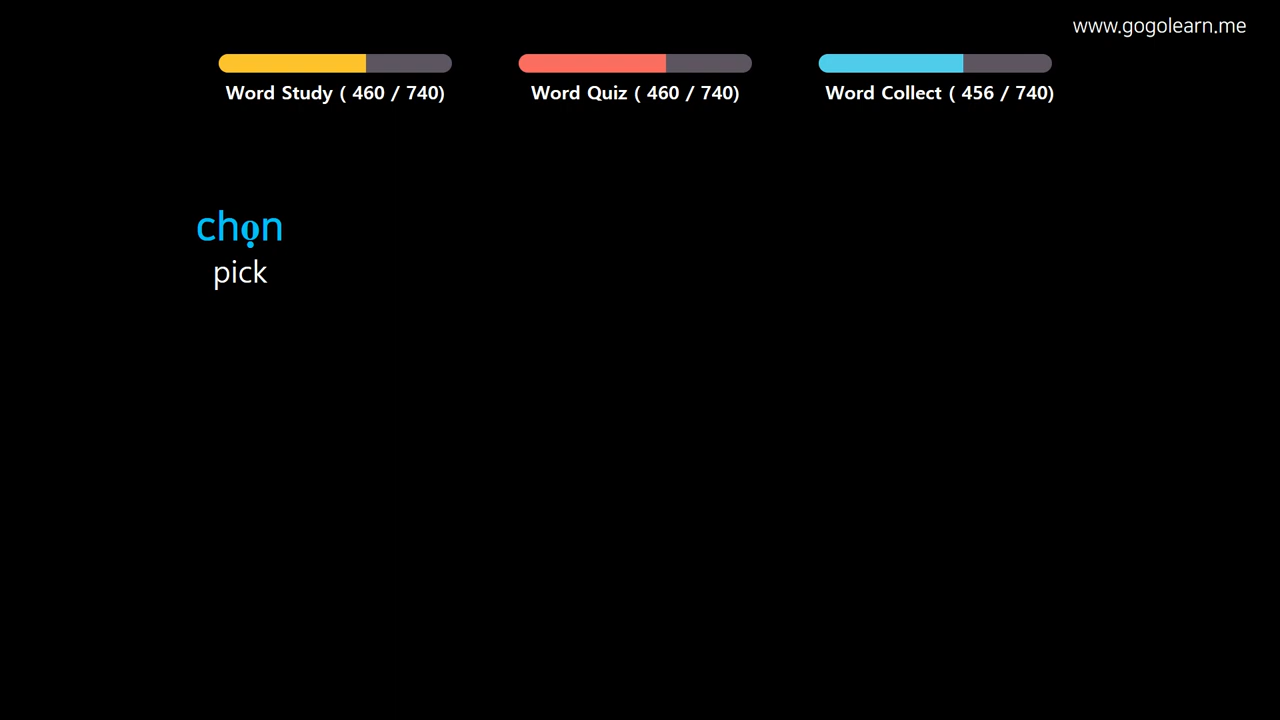 www.gogolearn.me
Word Study ( 460 / 740)
Word Quiz ( 460 / 740)
Word Collect ( 456 / 740)
chọn
pick